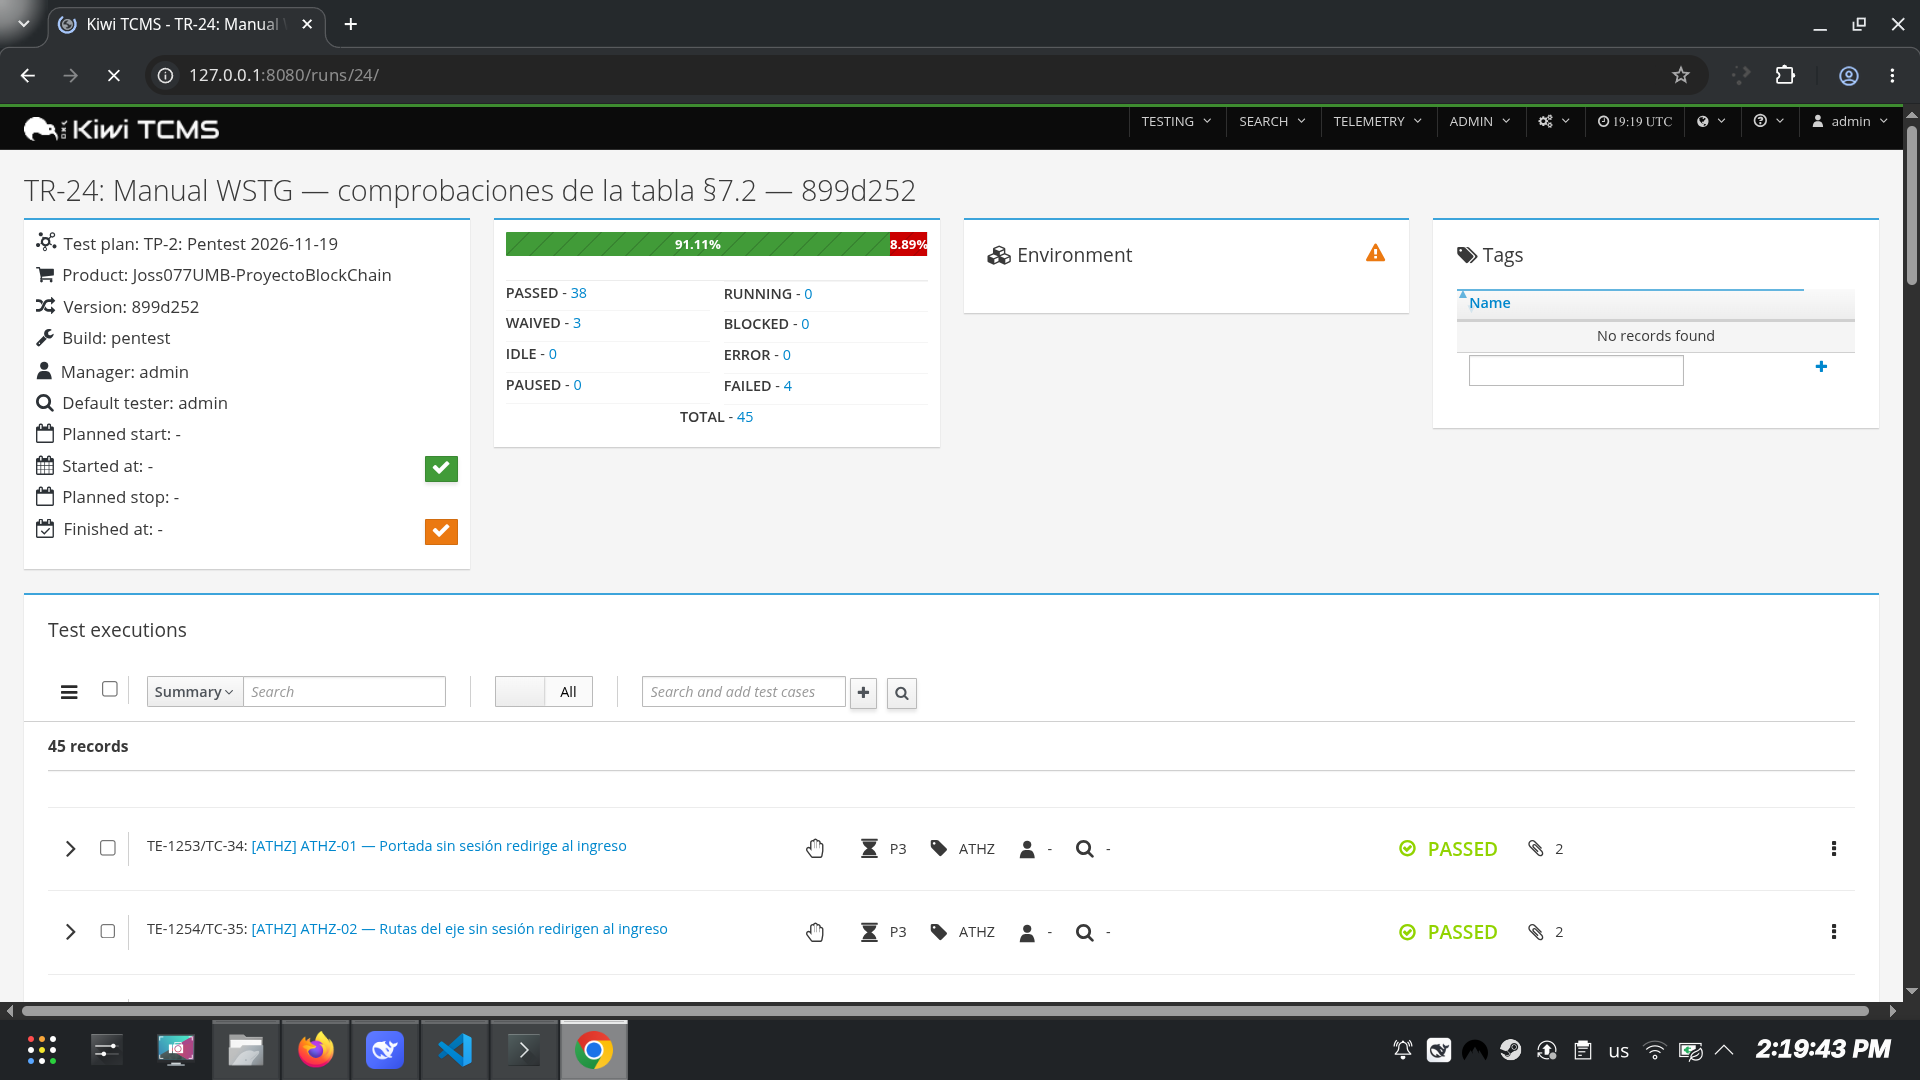 Kiwi TCMS - TR-24: Manual
127.0.0.1:8080/runs/24/
Kiwi TCMS
TESTING
SEARCH
TELEMETRY
ADMIN
19:19 UTC
admin
TR-24: Manual WSTG — comprobaciones de la tabla §7.2 — 899d252
Test plan: TP-2: Pentest 2026-11-19
Product: Joss077UMB-ProyectoBlockChain
Version: 899d252
Build: pentest
Manager: admin
Default tester: admin
Planned start: -
Started at: -
Planned stop: -
Finished at: -
91.11% 8.89%
PASSED - 38
WAIVED - 3
IDLE - 0
PAUSED - 0
RUNNING - 0
BLOCKED - 0
ERROR - 0
FAILED - 4
TOTAL - 45
Environment
Tags
Name
No records found
Test executions
Summary Search All Search and add test cases
45 records
TE-1253/TC-34: [ATHZ] ATHZ-01 — Portada sin sesión redirige al ingreso P3 ATHZ - - PASSED 2
TE-1254/TC-35: [ATHZ] ATHZ-02 — Rutas del eje sin sesión redirigen al ingreso P3 ATHZ - - PASSED 2
us
2:19:43 PM